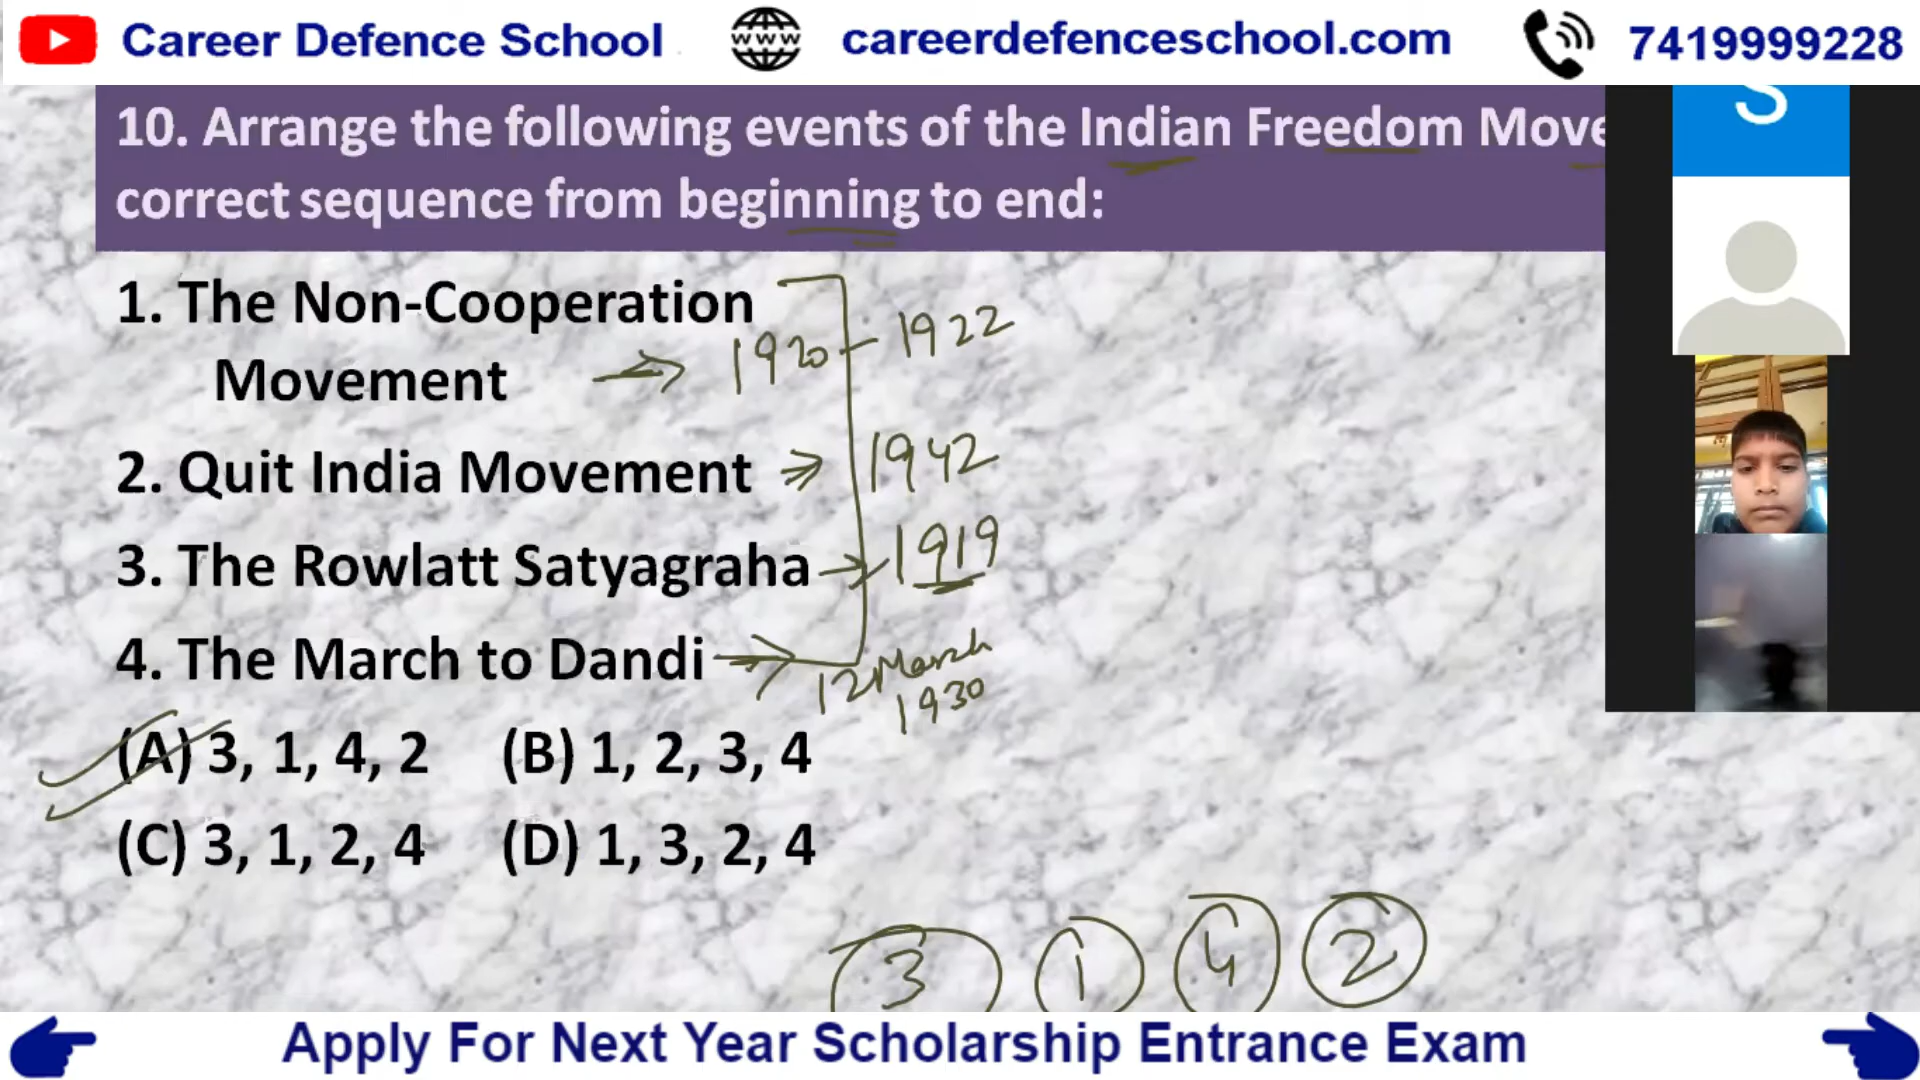 Career Defence School
www
careerdefenceschool.com
7419999228
S
10. Arrange the following events of the Indian Freedom Move
correct sequence from beginning to end:
1. The Non-Cooperation
Movement
1920 - 1922
2. Quit India Movement
1942
3. The Rowlatt Satyagraha
1919
4. The March to Dandi
12 March
1930
(A) 3, 1, 4, 2 (B) 1, 2, 3, 4
(C) 3, 1, 2, 4 (D) 1, 3, 2, 4
3 1 4 2
Apply For Next Year Scholarship Entrance Exam